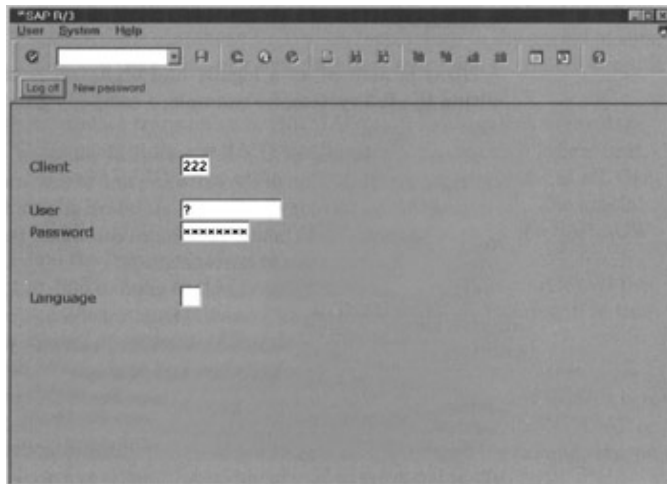 SAP R/3
User System Help
Log off New password
Client 222
User ?
Password ********
Language